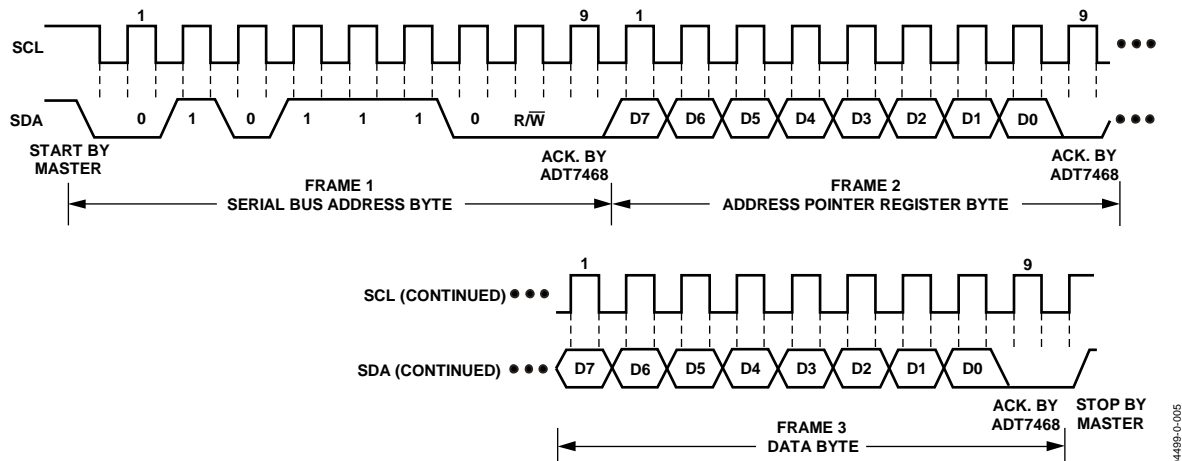 1 9 1 9
SCL
SDA 0 1 0 1 1 1 0 R/W̅ D7 D6 D5 D4 D3 D2 D1 D0
START BY
MASTER
ACK. BY
ADT7468
ACK. BY
ADT7468
FRAME 1
SERIAL BUS ADDRESS BYTE
FRAME 2
ADDRESS POINTER REGISTER BYTE
1 9
SCL (CONTINUED)
SDA (CONTINUED) D7 D6 D5 D4 D3 D2 D1 D0
ACK. BY
ADT7468
STOP BY
MASTER
FRAME 3
DATA BYTE
04499-0-005